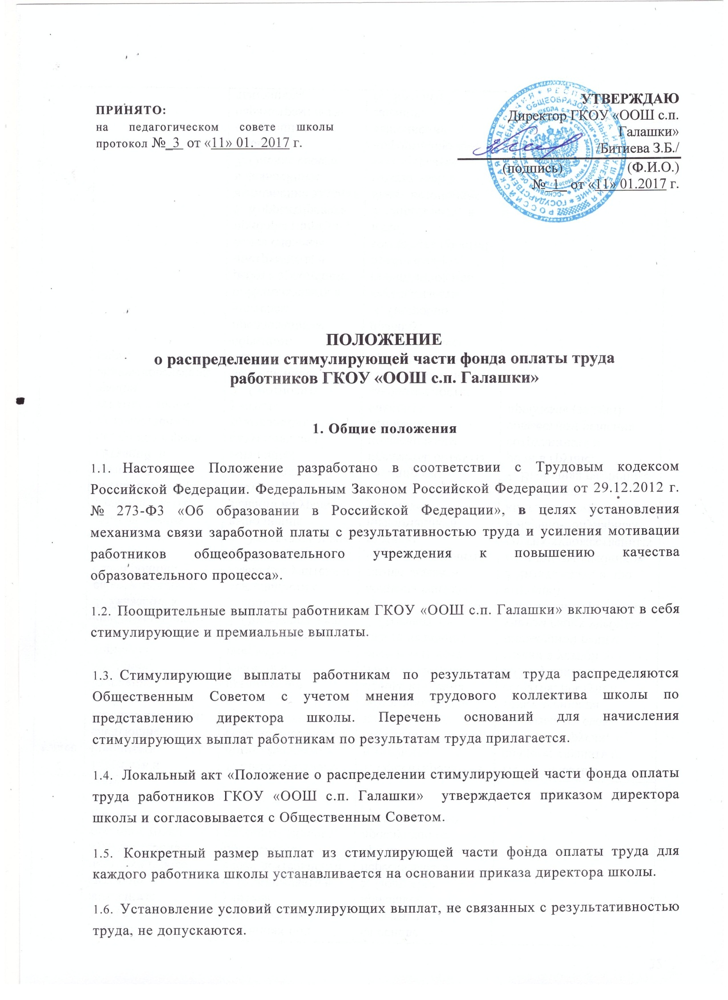 ПРИНЯТО:
на педагогическом совете школы
протокол №_3_ от «11» 01. 2017 г.
УТВЕРЖДАЮ
Директор ГКОУ «ООШ с.п.
Галашки»
/Битиева З.Б./
(подпись) (Ф.И.О.)
№_1_ от «11» 01.2017 г.
ПОЛОЖЕНИЕ
о распределении стимулирующей части фонда оплаты труда
работников ГКОУ «ООШ с.п. Галашки»
1. Общие положения
1.1. Настоящее Положение разработано в соответствии с Трудовым кодексом
Российской Федерации. Федеральным Законом Российской Федерации от 29.12.2012 г.
№ 273-ФЗ «Об образовании в Российской Федерации», в целях установления
механизма связи заработной платы с результативностью труда и усиления мотивации
работников общеобразовательного учреждения к повышению качества
образовательного процесса».
1.2. Поощрительные выплаты работникам ГКОУ «ООШ с.п. Галашки» включают в себя
стимулирующие и премиальные выплаты.
1.3. Стимулирующие выплаты работникам по результатам труда распределяются
Общественным Советом с учетом мнения трудового коллектива школы по
представлению директора школы. Перечень оснований для начисления
стимулирующих выплат работникам по результатам труда прилагается.
1.4. Локальный акт «Положение о распределении стимулирующей части фонда оплаты
труда работников ГКОУ «ООШ с.п. Галашки» утверждается приказом директора
школы и согласовывается с Общественным Советом.
1.5. Конкретный размер выплат из стимулирующей части фонда оплаты труда для
каждого работника школы устанавливается на основании приказа директора школы.
1.6. Установление условий стимулирующих выплат, не связанных с результативностью
труда, не допускаются.